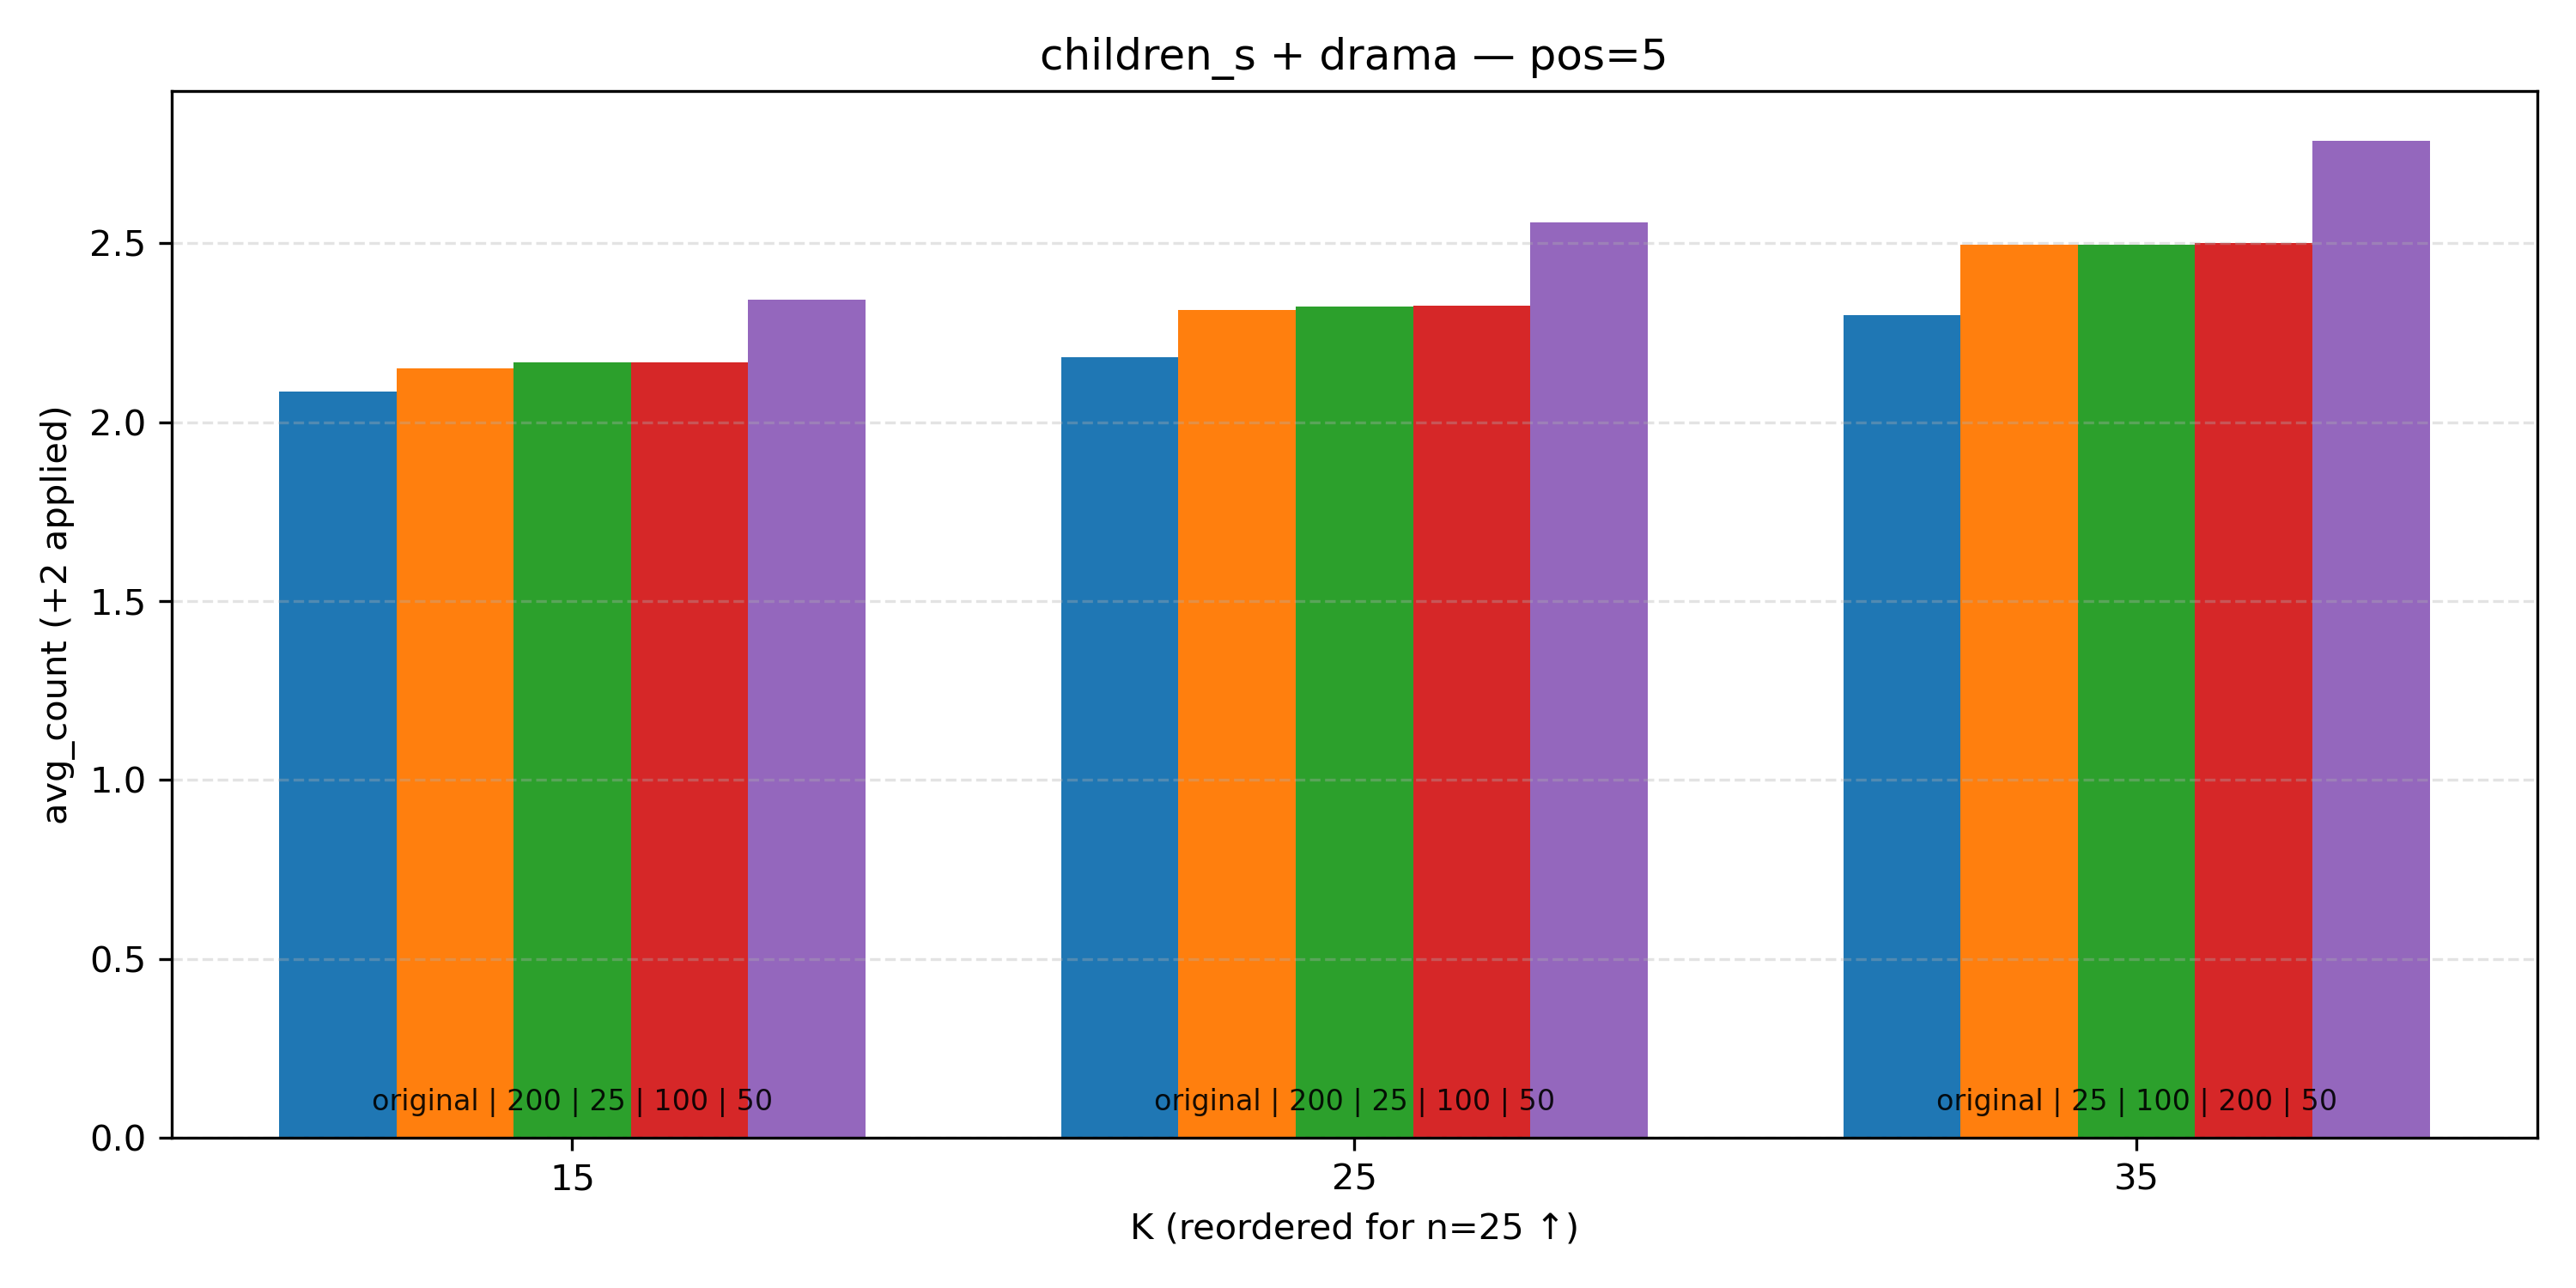 children_s + drama — pos=5
avg_count (+2 applied)
2.5
2.0
1.5
1.0
0.5
0.0
original | 200 | 25 | 100 | 50
original | 200 | 25 | 100 | 50
original | 25 | 100 | 200 | 50
15
25
35
K (reordered for n=25 ↑)